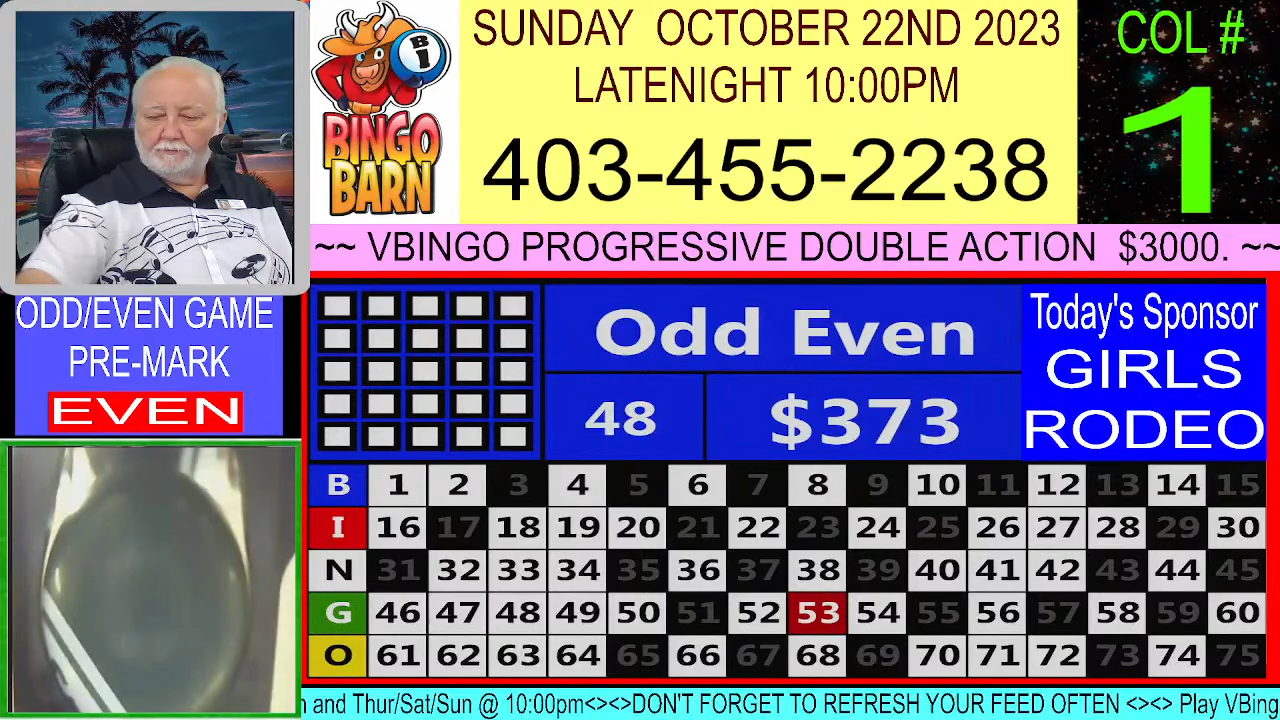 SUNDAY OCTOBER 22ND 2023
LATENIGHT 10:00PM
403-455-2238
COL #
1
B
1
BINGO
BARN
~~ VBINGO PROGRESSIVE DOUBLE ACTION $3000. ~~
ODD/EVEN GAME
PRE-MARK
EVEN
Odd Even
48 $373
Today's Sponsor
GIRLS
RODEO
B 1 2 3 4 5 6 7 8 9 10 11 12 13 14 15
I 16 17 18 19 20 21 22 23 24 25 26 27 28 29 30
N 31 32 33 34 35 36 37 38 39 40 41 42 43 44 45
G 46 47 48 49 50 51 52 53 54 55 56 57 58 59 60
O 61 62 63 64 65 66 67 68 69 70 71 72 73 74 75
and Thur/Sat/Sun @ 10:00pm<><>DON'T FORGET TO REFRESH YOUR FEED OFTEN <><> Play VBing